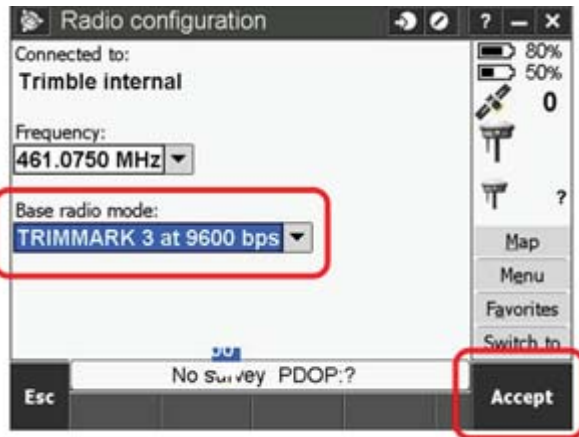 Radio configuration
? – ×
Connected to:
80%
Trimble internal
50%
0
Frequency:
461.0750 MHz
?
Base radio mode:
TRIMMARK 3 at 9600 bps
Map
Menu
Favorites
Switch to
No survey PDOP:?
Esc
Accept